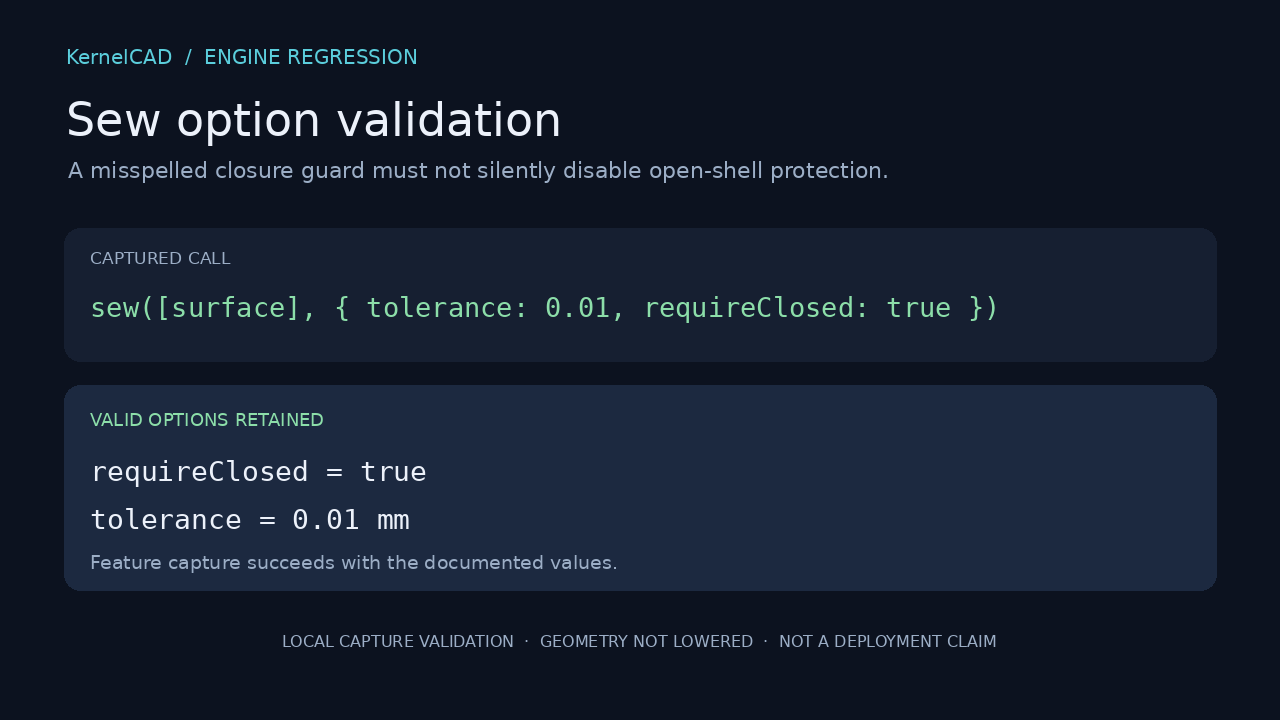 KernelCAD / ENGINE REGRESSION
Sew option validation
A misspelled closure guard must not silently disable open-shell protection.
CAPTURED CALL
sew([surface], { tolerance: 0.01, requireClosed: true })
VALID OPTIONS RETAINED
requireClosed = true
tolerance = 0.01 mm
Feature capture succeeds with the documented values.
LOCAL CAPTURE VALIDATION · GEOMETRY NOT LOWERED · NOT A DEPLOYMENT CLAIM